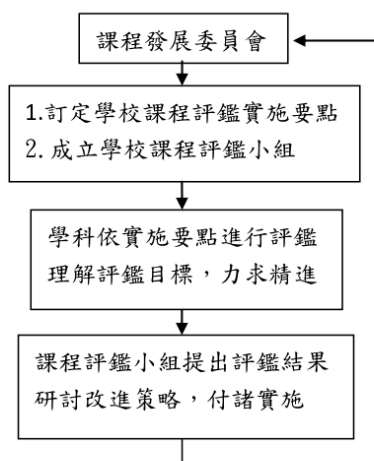 課程發展委員會
1.訂定學校課程評鑑實施要點
2.成立學校課程評鑑小組
學科依實施要點進行評鑑
理解評鑑目標，力求精進
課程評鑑小組提出評鑑結果
研討改進策略，付諸實施